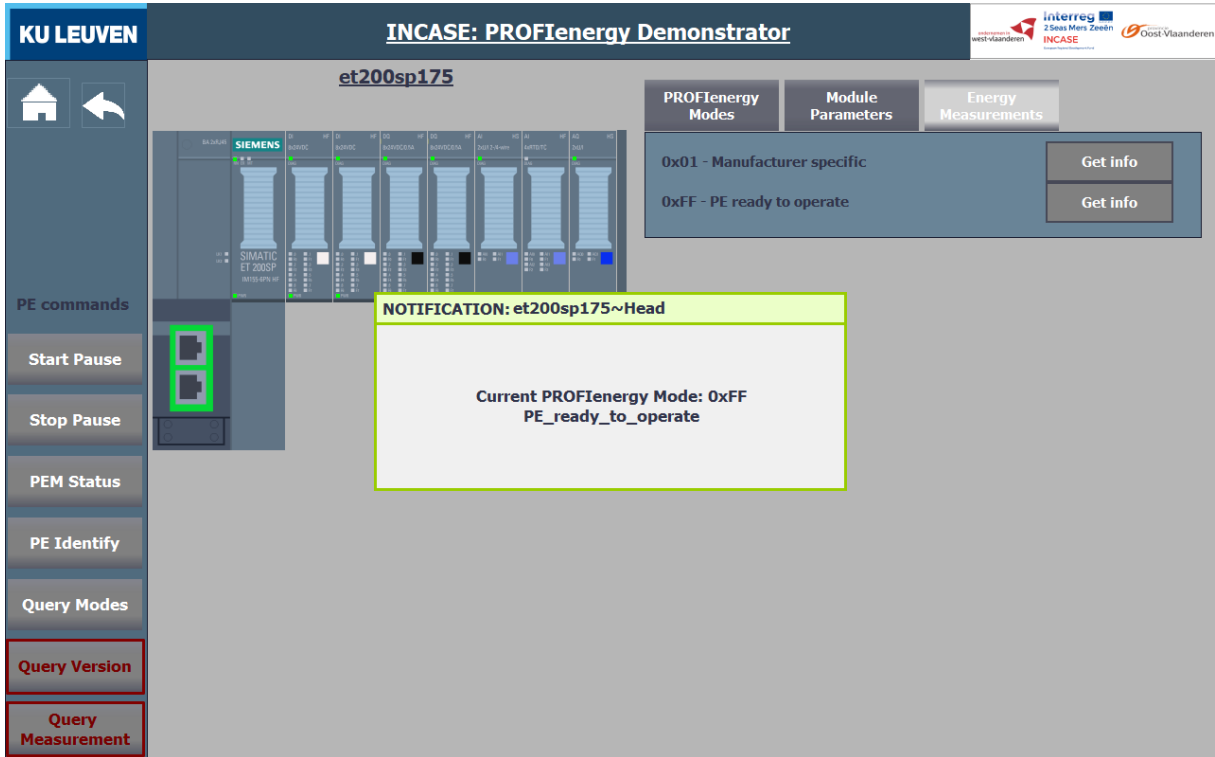 KU LEUVEN
INCASE: PROFIenergy Demonstrator
west-vlaanderen
Interreg
2 Seas Mers Zeeën
INCASE
Oost-Vlaanderen
et200sp175
PROFIenergy
Modes
Module
Parameters
Energy
Measurements
0x01 - Manufacturer specific
Get info
0xFF - PE ready to operate
Get info
SIEMENS
SIMATIC
ET 200SP
PE commands
Start Pause
Stop Pause
PEM Status
PE Identify
Query Modes
Query Version
Query
Measurement
NOTIFICATION: et200sp175~Head
Current PROFIenergy Mode: 0xFF
PE_ready_to_operate